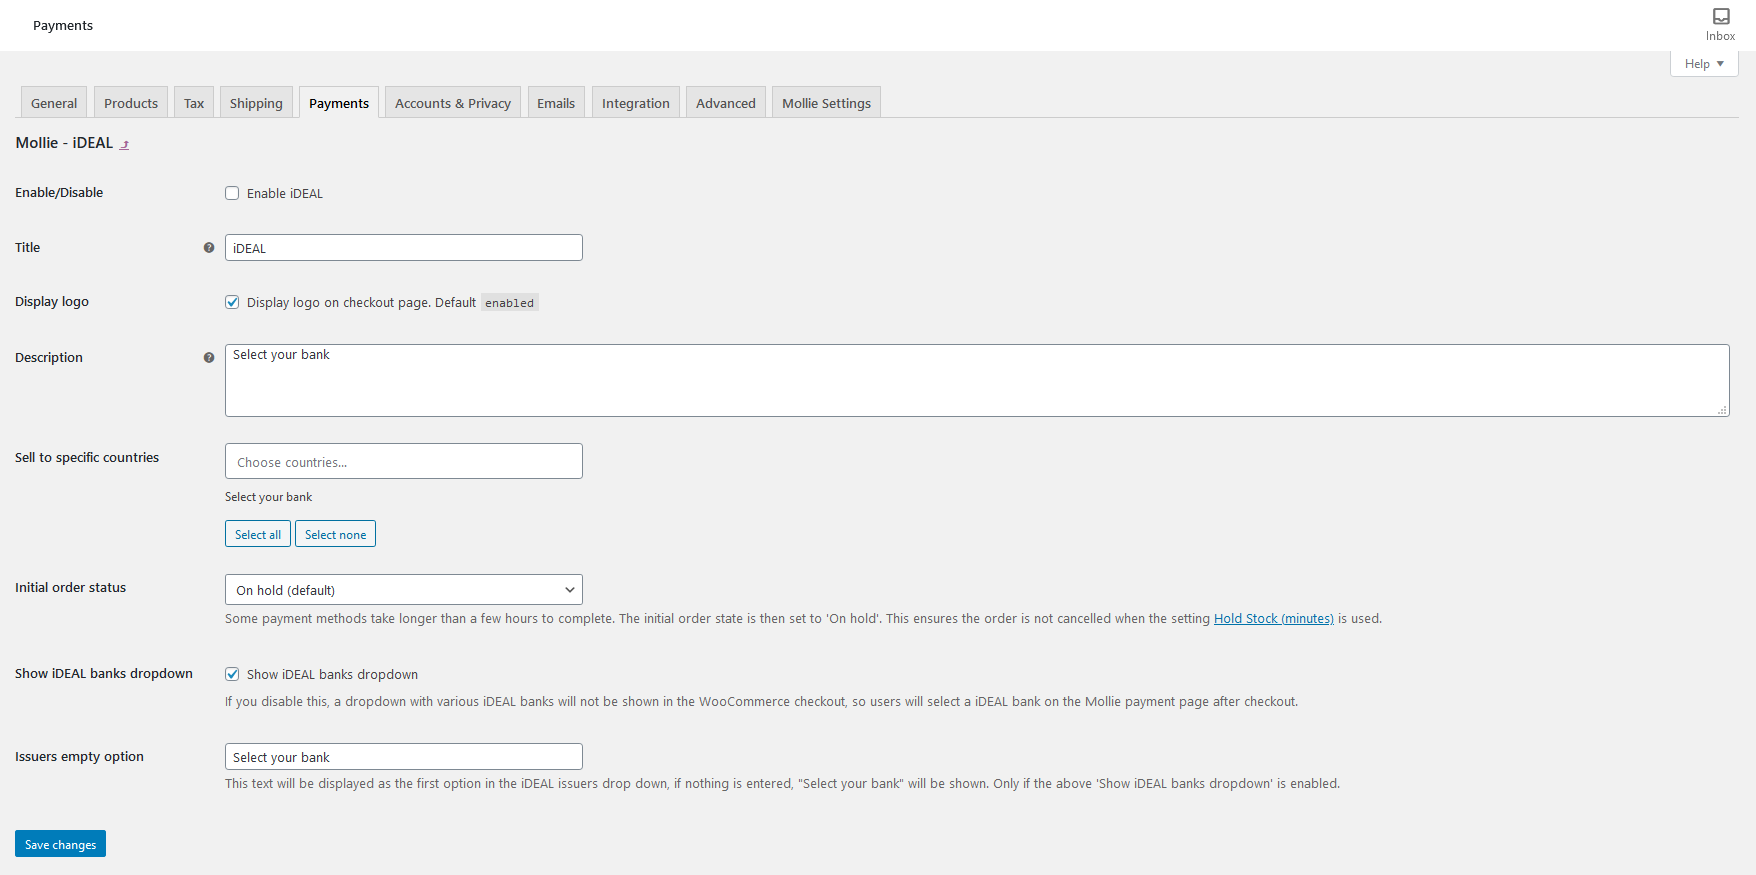 Payments
Inbox
Help
General Products Tax Shipping Payments Accounts & Privacy Emails Integration Advanced Mollie Settings
Mollie - iDEAL
Enable/Disable Enable iDEAL
Title iDEAL
Display logo Display logo on checkout page. Default enabled
Description Select your bank
Sell to specific countries Choose countries...
Select your bank
Select all Select none
Initial order status On hold (default)
Some payment methods take longer than a few hours to complete. The initial order state is then set to 'On hold'. This ensures the order is not cancelled when the setting Hold Stock (minutes) is used.
Show iDEAL banks dropdown Show iDEAL banks dropdown
If you disable this, a dropdown with various iDEAL banks will not be shown in the WooCommerce checkout, so users will select a iDEAL bank on the Mollie payment page after checkout.
Issuers empty option Select your bank
This text will be displayed as the first option in the iDEAL issuers drop down, if nothing is entered, "Select your bank" will be shown. Only if the above 'Show iDEAL banks dropdown' is enabled.
Save changes